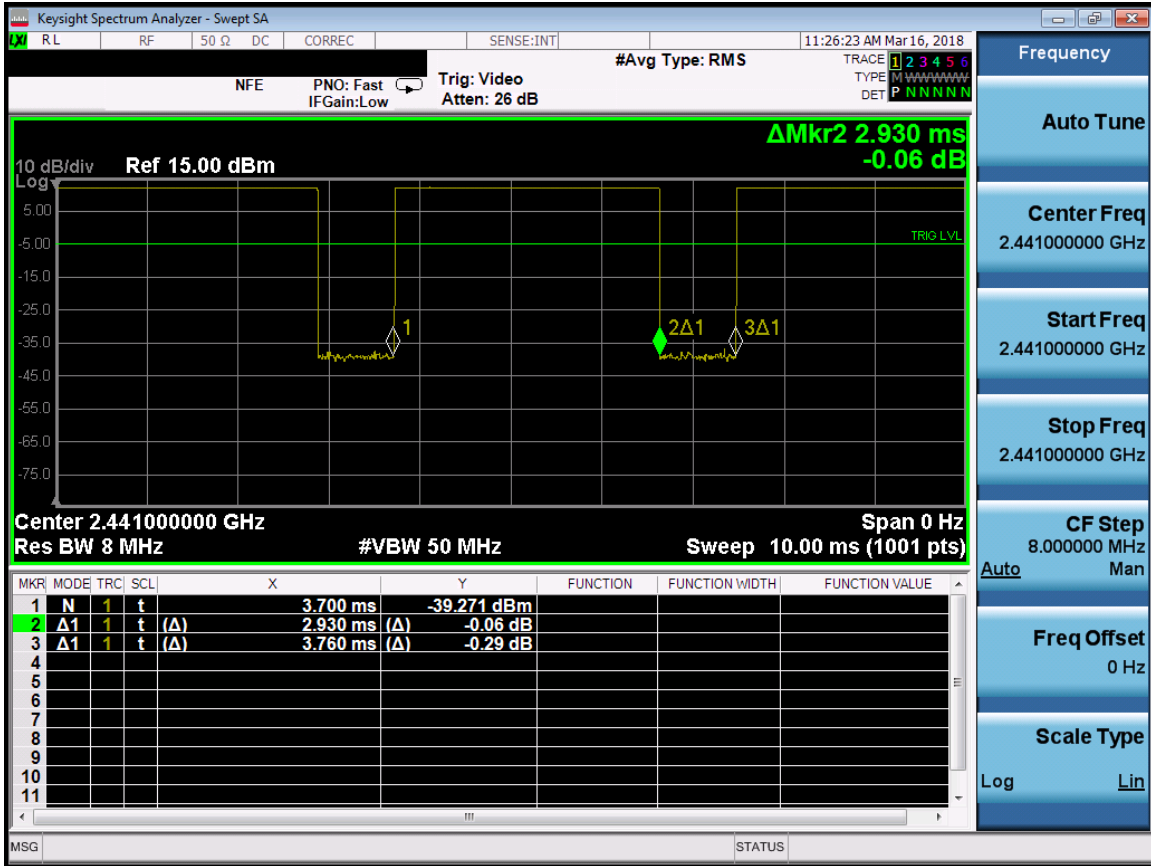 Keysight Spectrum Analyzer - Swept SA
LXI RL RF 50 Ω DC CORREC SENSE:INT 11:26:23 AM Mar 16, 2018
#Avg Type: RMS TRACE 1 2 3 4 5 6
NFE PNO: Fast Trig: Video TYPE M WWWWW
IFGain:Low Atten: 26 dB DET P N N N N N
ΔMkr2 2.930 ms
-0.06 dB
10 dB/div Ref 15.00 dBm
Log
5.00
-5.00 TRIG LVL
-15.0
-25.0
1 2Δ1 3Δ1
-35.0
-45.0
-55.0
-65.0
-75.0
Center 2.441000000 GHz Span 0 Hz
Res BW 8 MHz #VBW 50 MHz Sweep 10.00 ms (1001 pts)
MKR MODE TRC SCL X Y FUNCTION FUNCTION WIDTH FUNCTION VALUE
1 N 1 t 3.700 ms -39.271 dBm
2 Δ1 1 t (Δ) 2.930 ms (Δ) -0.06 dB
3 Δ1 1 t (Δ) 3.760 ms (Δ) -0.29 dB
4
5
6
7
8
9
10
11
MSG STATUS
Frequency
Auto Tune
Center Freq
2.441000000 GHz
Start Freq
2.441000000 GHz
Stop Freq
2.441000000 GHz
CF Step
8.000000 MHz
Auto Man
Freq Offset
0 Hz
Scale Type
Log Lin